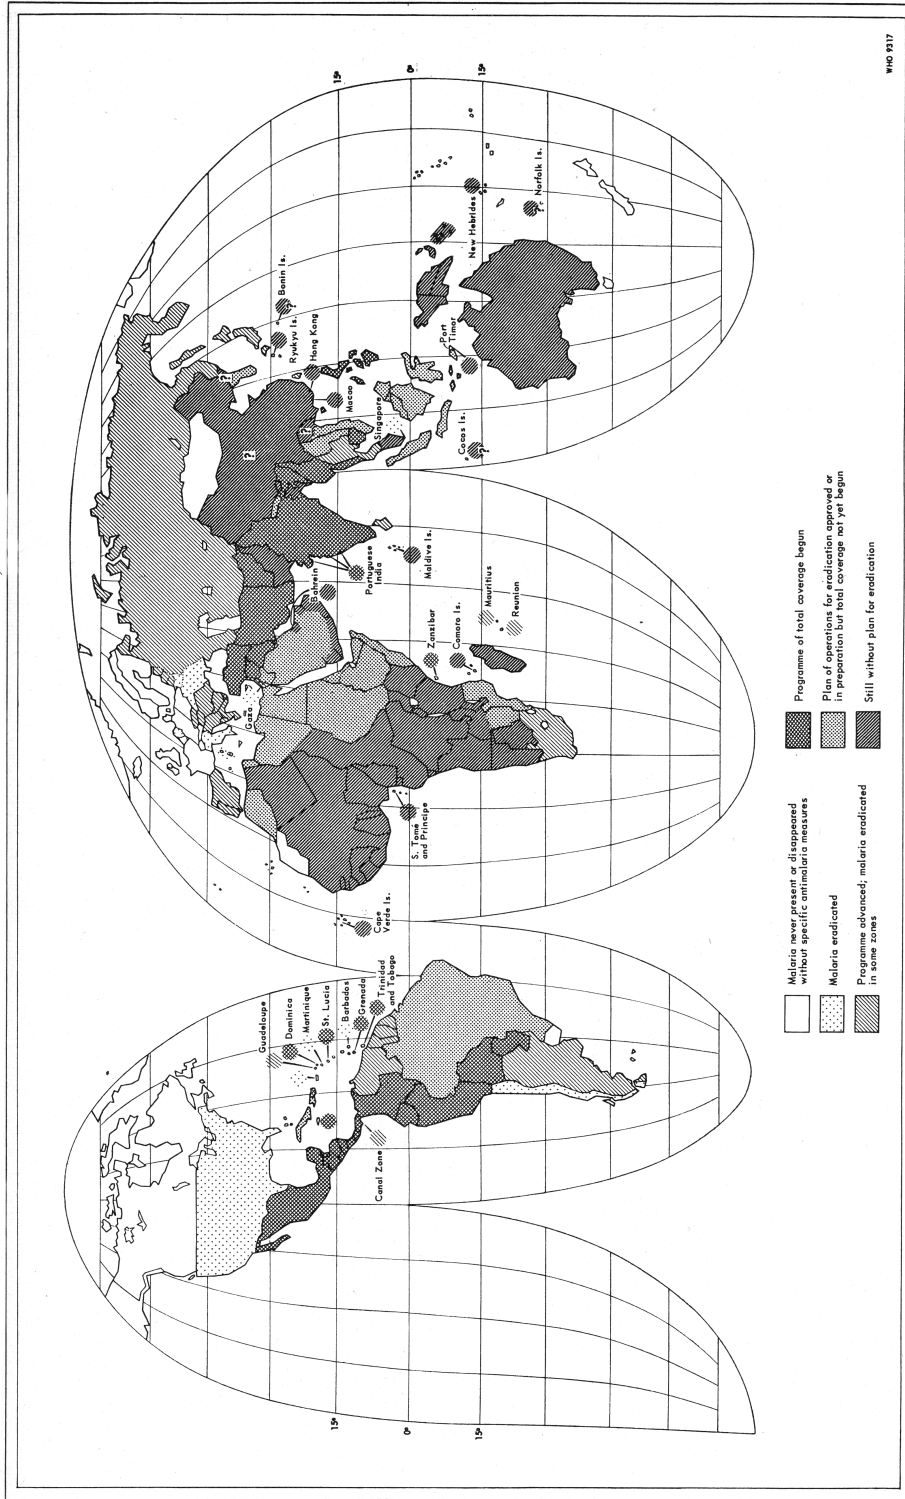 15°
0°
15°
Guadeloupe
Dominica
Martinique
St. Lucia
Barbados
Grenada
Trinidad
and Tobago
Canal Zone
Cape
Verde Is.
S. Tomé
and Principe
Gaza
Bahrein
Portuguese
India
Maldive Is.
Zanzibar
Comoro Is.
Mauritius
Reunion
?
?
?
Bonin Is.
?
Ryukyu Is.
Hong Kong
Macao
Singapore
Port
Timor
Cocos Is.
?
New Hebrides
Norfolk Is.
?
15°
0°
15°
Malaria never present or disappeared
without specific antimalaria measures
Malaria eradicated
Programme advanced; malaria eradicated
in some zones
Programme of total coverage begun
Plan of operations for eradication approved or
in preparation but total coverage not yet begun
Still without plan for eradication
WHO 9317